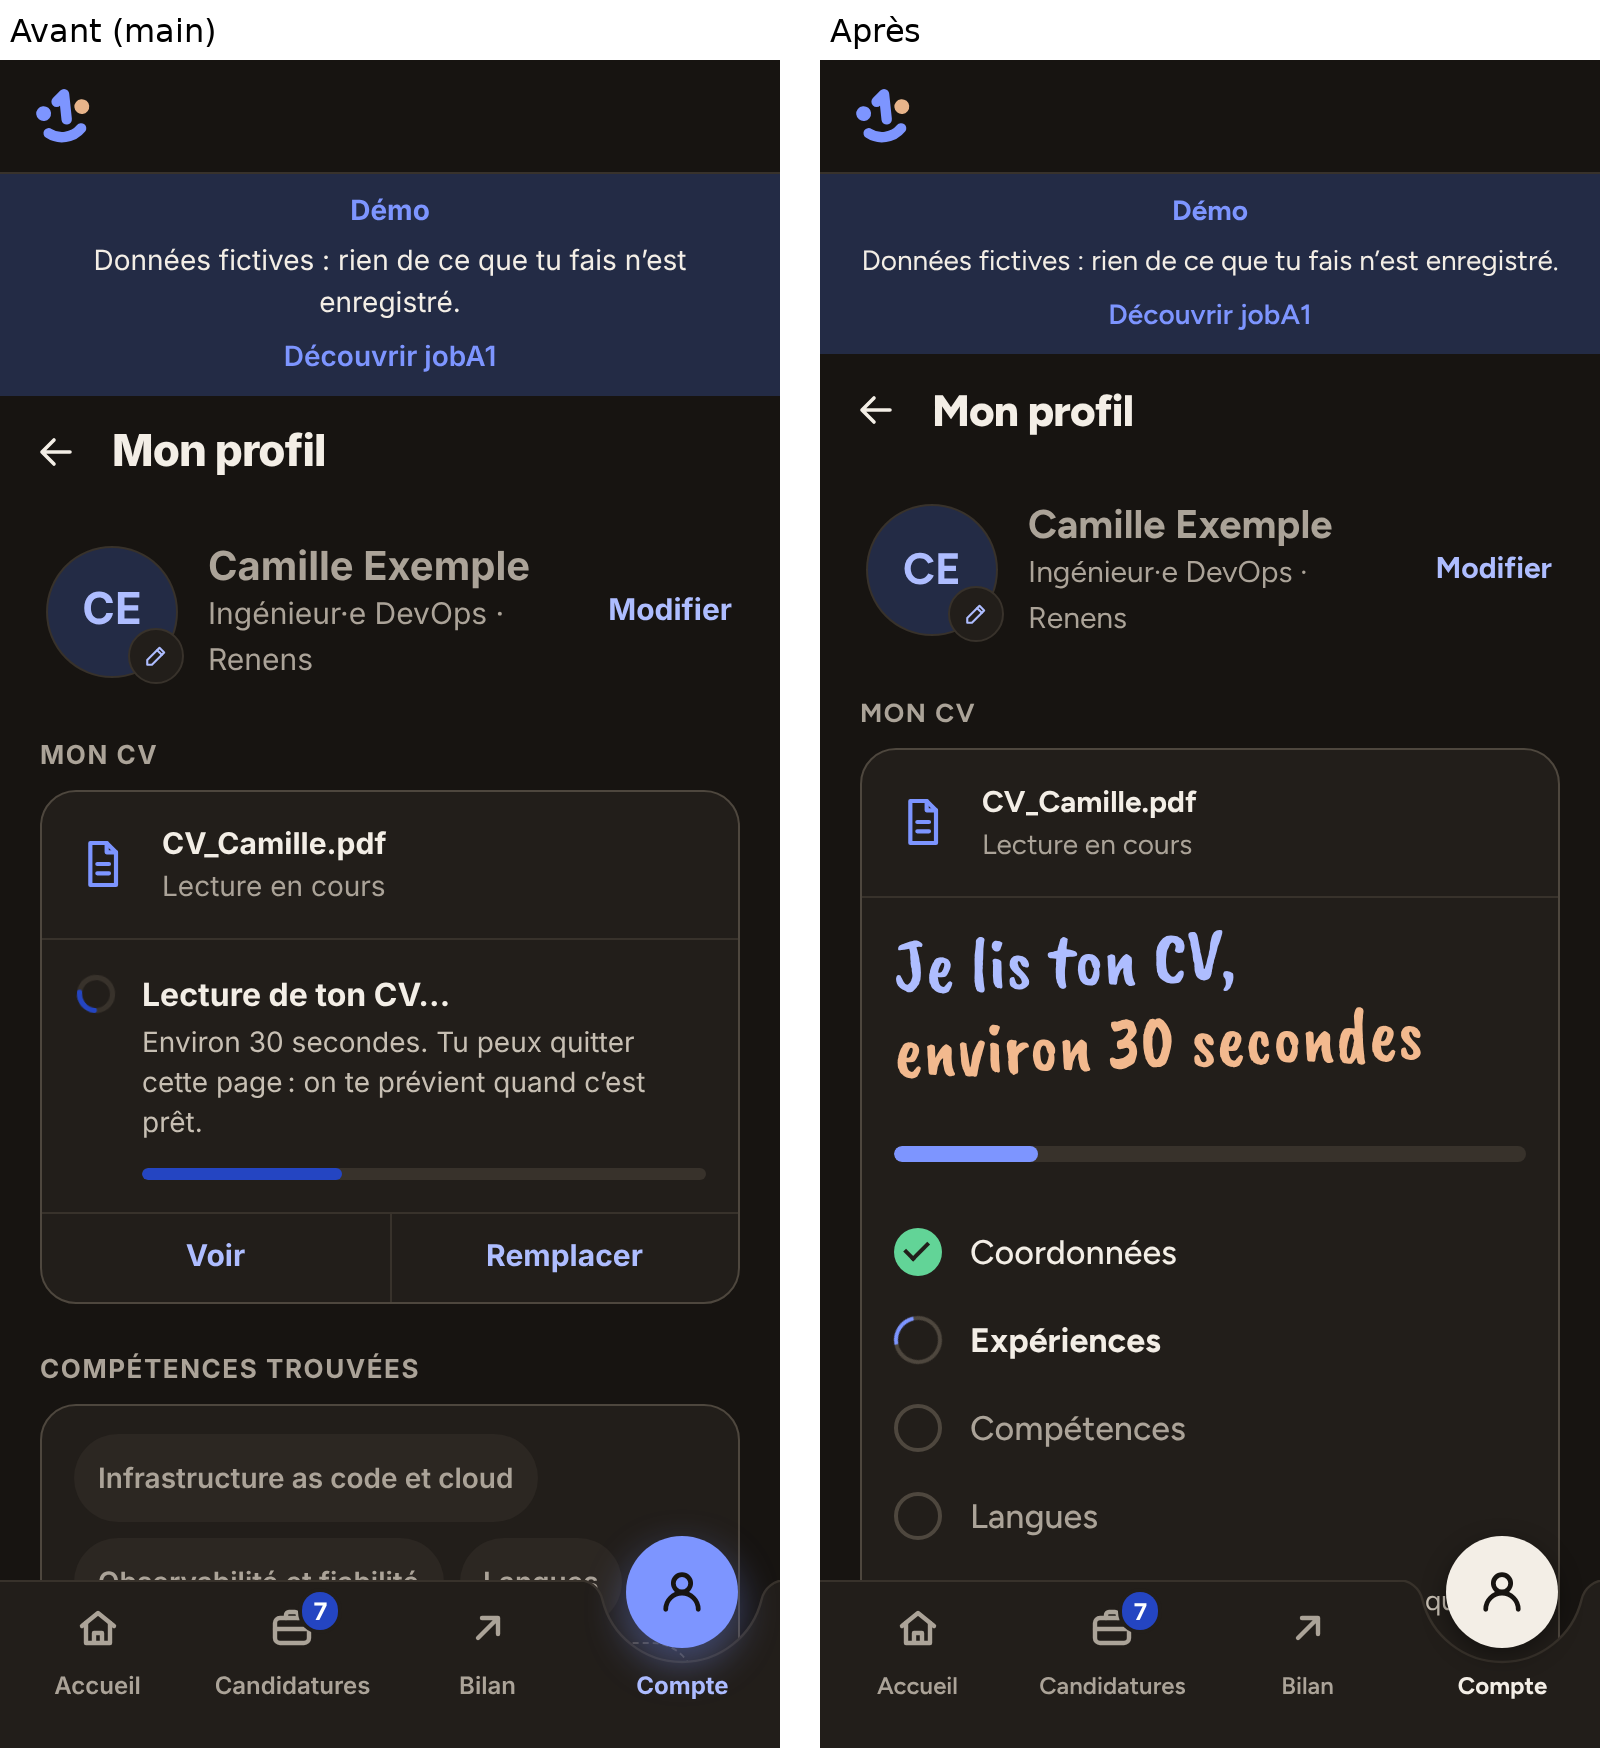 Avant (main)
Démo
Données fictives : rien de ce que tu fais n’est
enregistré.
Découvrir jobA1
Mon profil
CE
Camille Exemple
Ingénieur·e DevOps ·
Renens
Modifier
MON CV
CV_Camille.pdf
Lecture en cours
Lecture de ton CV…
Environ 30 secondes. Tu peux quitter
cette page : on te prévient quand c’est
prêt.
Voir
Remplacer
COMPÉTENCES TROUVÉES
Infrastructure as code et cloud
Observabilité et fiabilité
Langues
7
Accueil
Candidatures
Bilan
Compte
Après
Démo
Données fictives : rien de ce que tu fais n’est enregistré.
Découvrir jobA1
Mon profil
CE
Camille Exemple
Ingénieur·e DevOps ·
Renens
Modifier
MON CV
CV_Camille.pdf
Lecture en cours
Je lis ton CV,
environ 30 secondes
Coordonnées
Expériences
Compétences
Langues
7
Accueil
Candidatures
Bilan
Compte